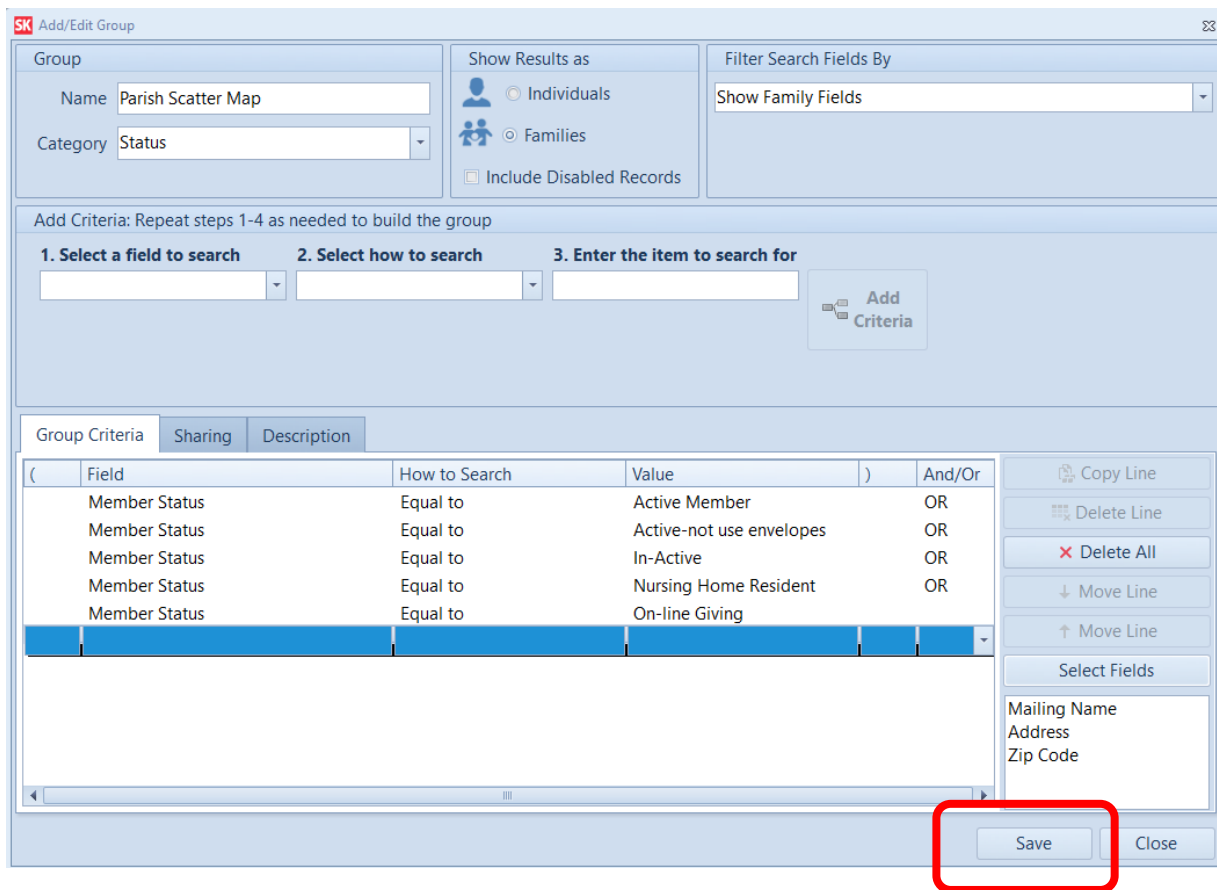 SK Add/Edit Group
Group
Name Parish Scatter Map
Category Status
Show Results as
Individuals
Families
Include Disabled Records
Filter Search Fields By
Show Family Fields
Add Criteria: Repeat steps 1-4 as needed to build the group
1. Select a field to search 2. Select how to search 3. Enter the item to search for
Add
Criteria
Group Criteria Sharing Description
( Field How to Search Value ) And/Or
Member Status Equal to Active Member OR
Member Status Equal to Active-not use envelopes OR
Member Status Equal to In-Active OR
Member Status Equal to Nursing Home Resident OR
Member Status Equal to On-line Giving
Copy Line
Delete Line
Delete All
Move Line
Move Line
Select Fields
Mailing Name
Address
Zip Code
Save Close